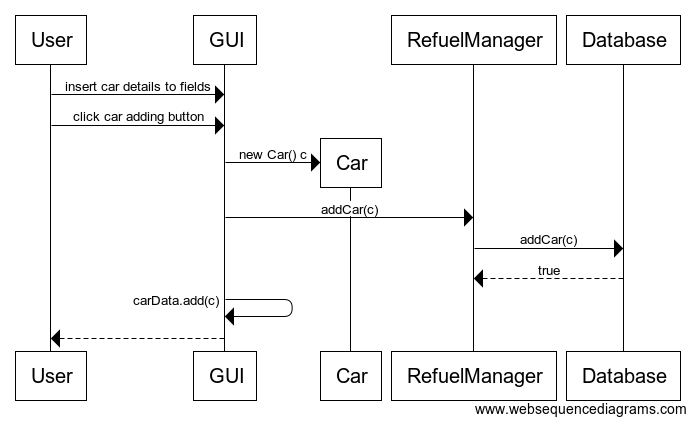 User GUI RefuelManager Database
insert car details to fields
click car adding button
new Car() c
Car
addCar(c)
addCar(c)
true
carData.add(c)
User GUI Car RefuelManager Database
www.websequencediagrams.com